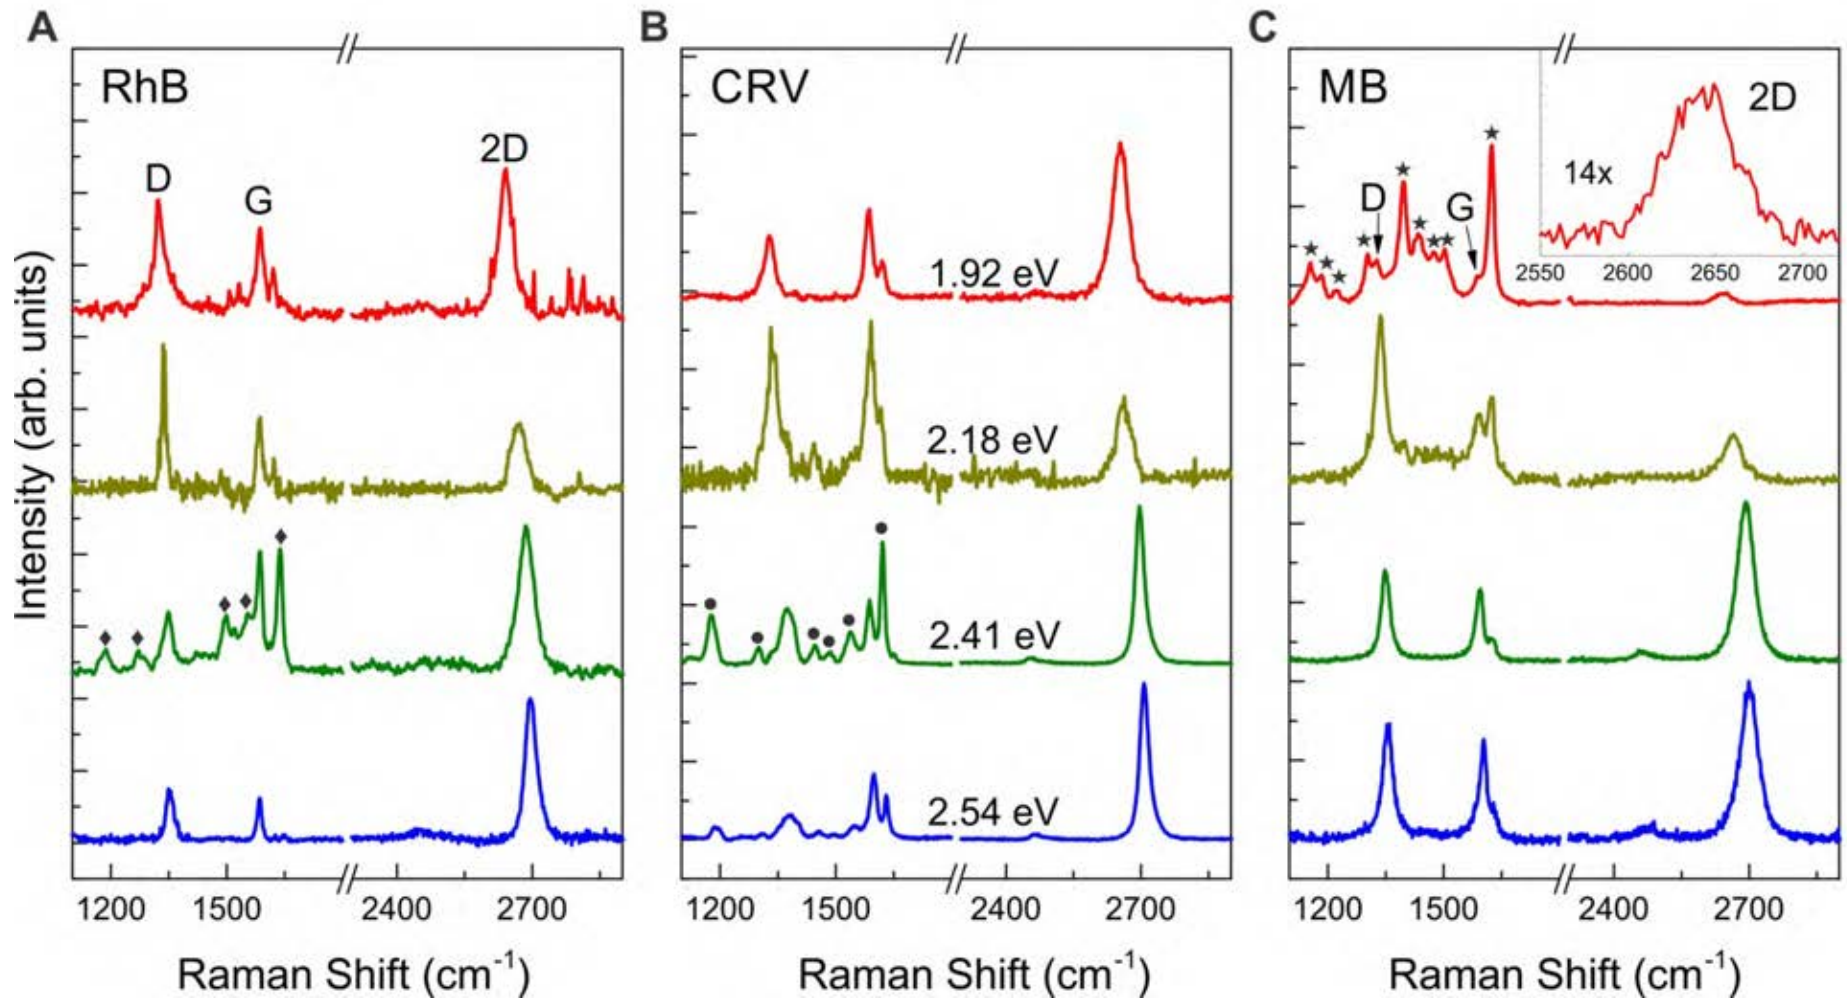 A
B
C
RhB
CRV
MB
2D
D
G
2D
14x
D
G
2550 2600 2650 2700
1.92 eV
2.18 eV
2.41 eV
2.54 eV
Intensity (arb. units)
1200 1500 2400 2700
1200 1500 2400 2700
1200 1500 2400 2700
Raman Shift (cm⁻¹)
Raman Shift (cm⁻¹)
Raman Shift (cm⁻¹)